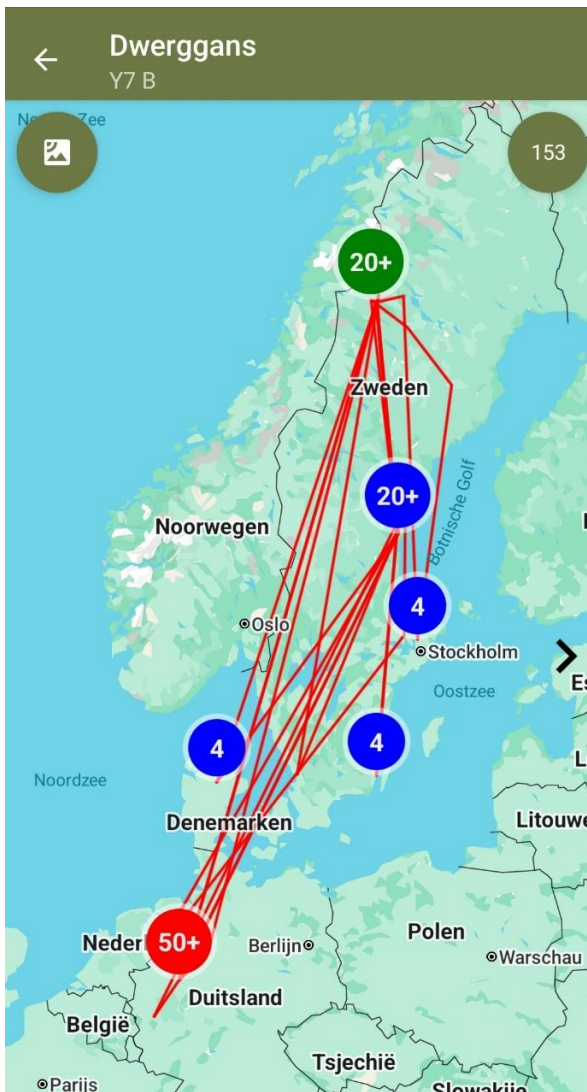 Dwerggans
Y7 B
153
20+
Zweden
20+
Botnische Golf
Noorwegen
4
Oslo
Stockholm
Oostzee
4
4
Noordzee
Denemarken
Litouwe
50+
Berlijn
Polen
Warschau
Duitsland
België
Tsjechië
Parijs
Slowakije